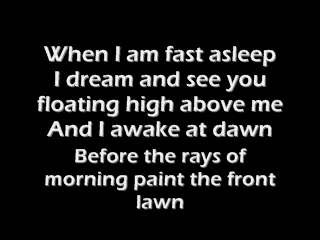 When I am fast asleep
I dream and see you
floating high above me
And I awake at dawn
Before the rays of
morning paint the front
lawn